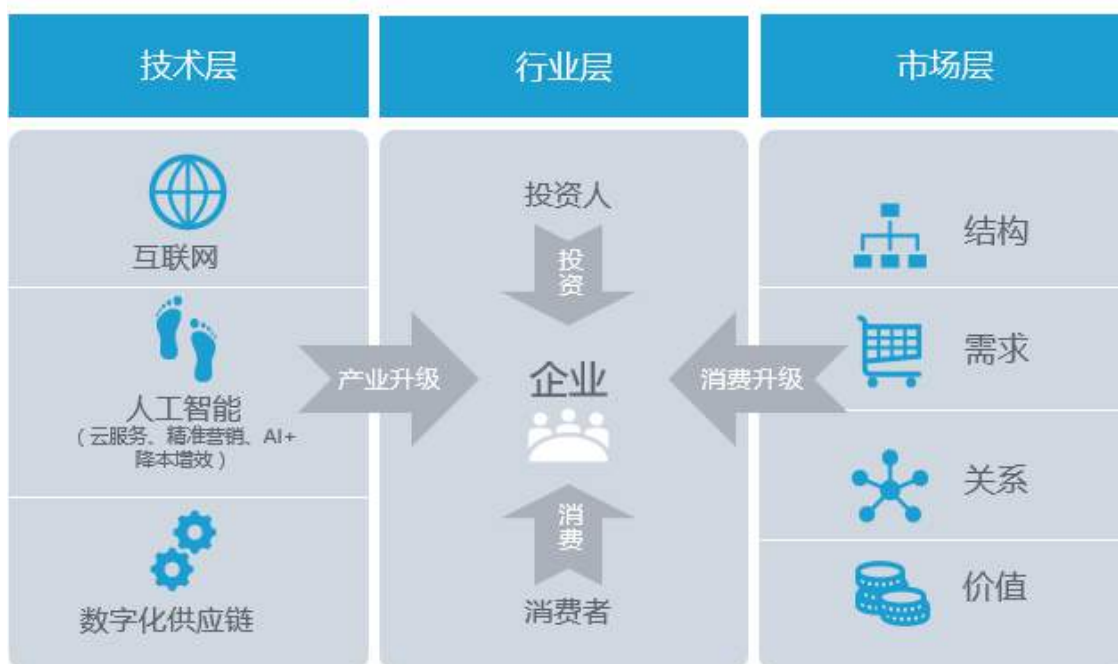 技术层
行业层
市场层
互联网
人工智能
（云服务、精准营销、AI+
降本增效）
数字化供应链
投资人
投
资
产业升级
企业
消费升级
消
费
消费者
结构
需求
关系
价值